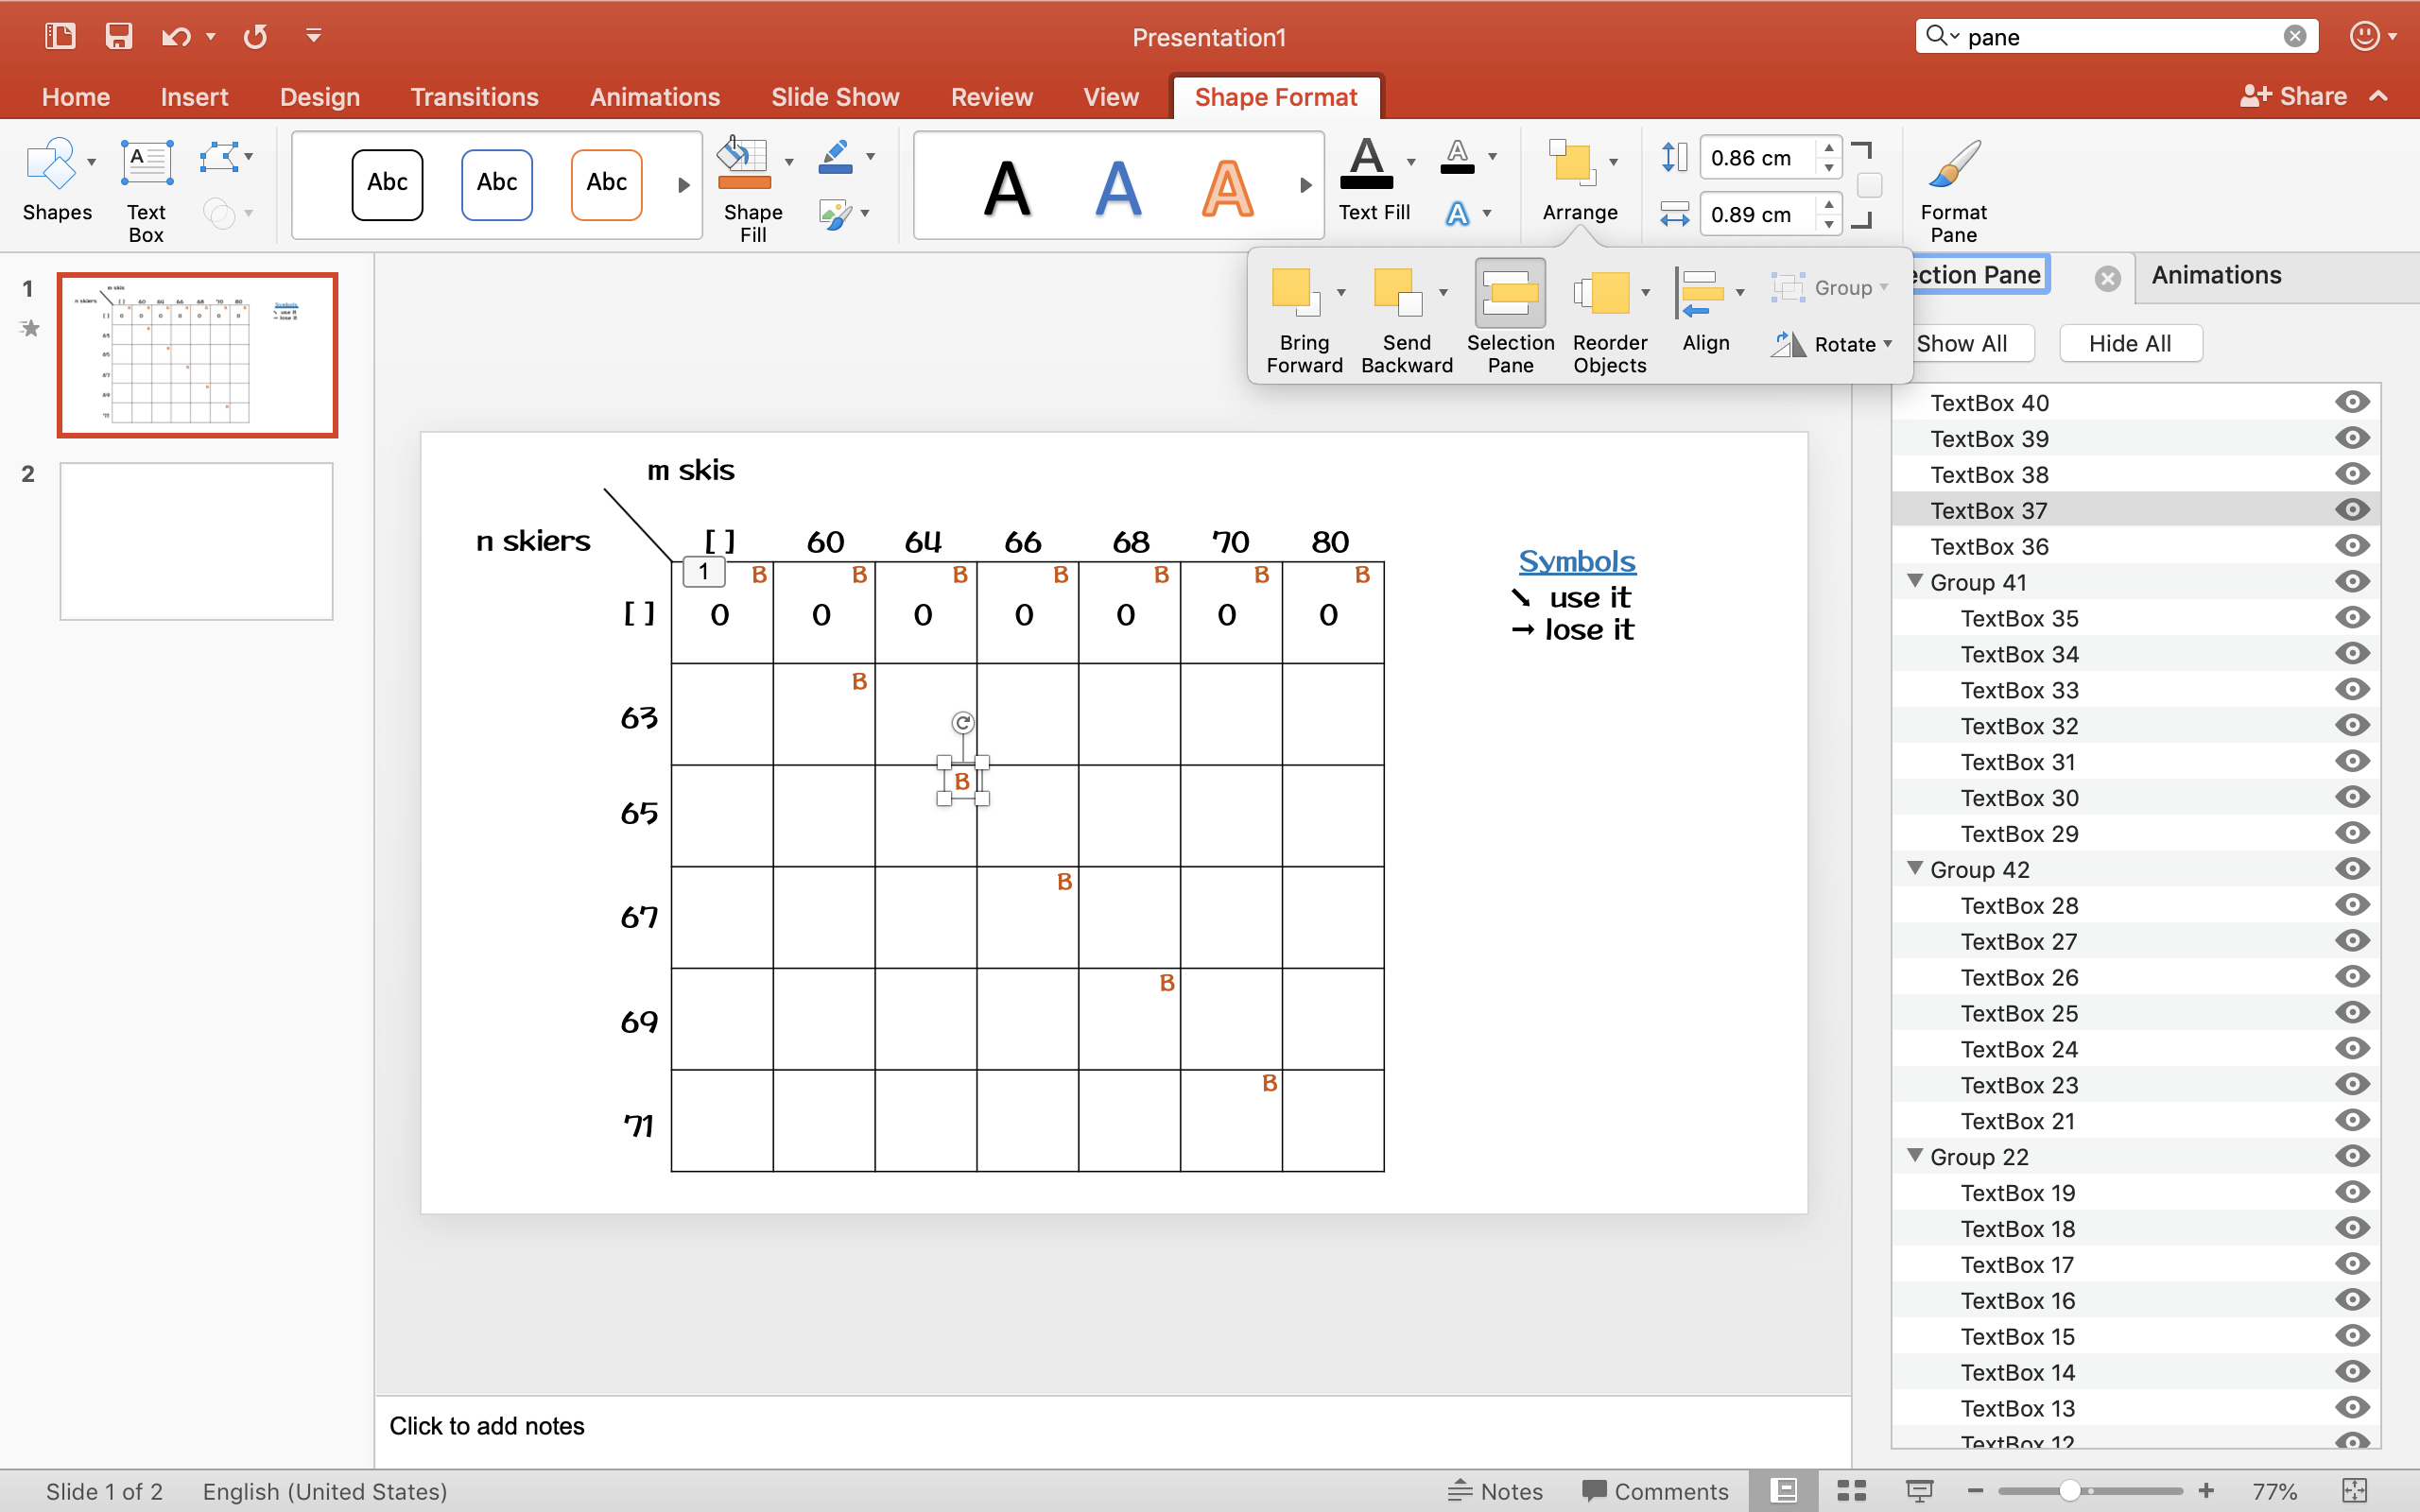 Presentation1
pane
Home Insert Design Transitions Animations Slide Show Review View Shape Format Share
Shapes
Text Box
Abc Abc Abc
Shape Fill
A A A
Text Fill
Arrange
0.86 cm
0.89 cm
Format Pane
Bring Forward
Send Backward
Selection Pane
Reorder Objects
Align
Group
Rotate
ection Pane
Animations
Show All
Hide All
1
2
m skis
n skiers
[ ] 60 64 66 68 70 80
1 B B B B B B B
[ ] 0 0 0 0 0 0 0
B
63
B
65
B
67
B
69
B
71
Symbols
↘ use it
→ lose it
TextBox 40
TextBox 39
TextBox 38
TextBox 37
TextBox 36
Group 41
TextBox 35
TextBox 34
TextBox 33
TextBox 32
TextBox 31
TextBox 30
TextBox 29
Group 42
TextBox 28
TextBox 27
TextBox 26
TextBox 25
TextBox 24
TextBox 23
TextBox 21
Group 22
TextBox 19
TextBox 18
TextBox 17
TextBox 16
TextBox 15
TextBox 14
TextBox 13
TextBox 12
Click to add notes
Slide 1 of 2 English (United States) Notes Comments 77%